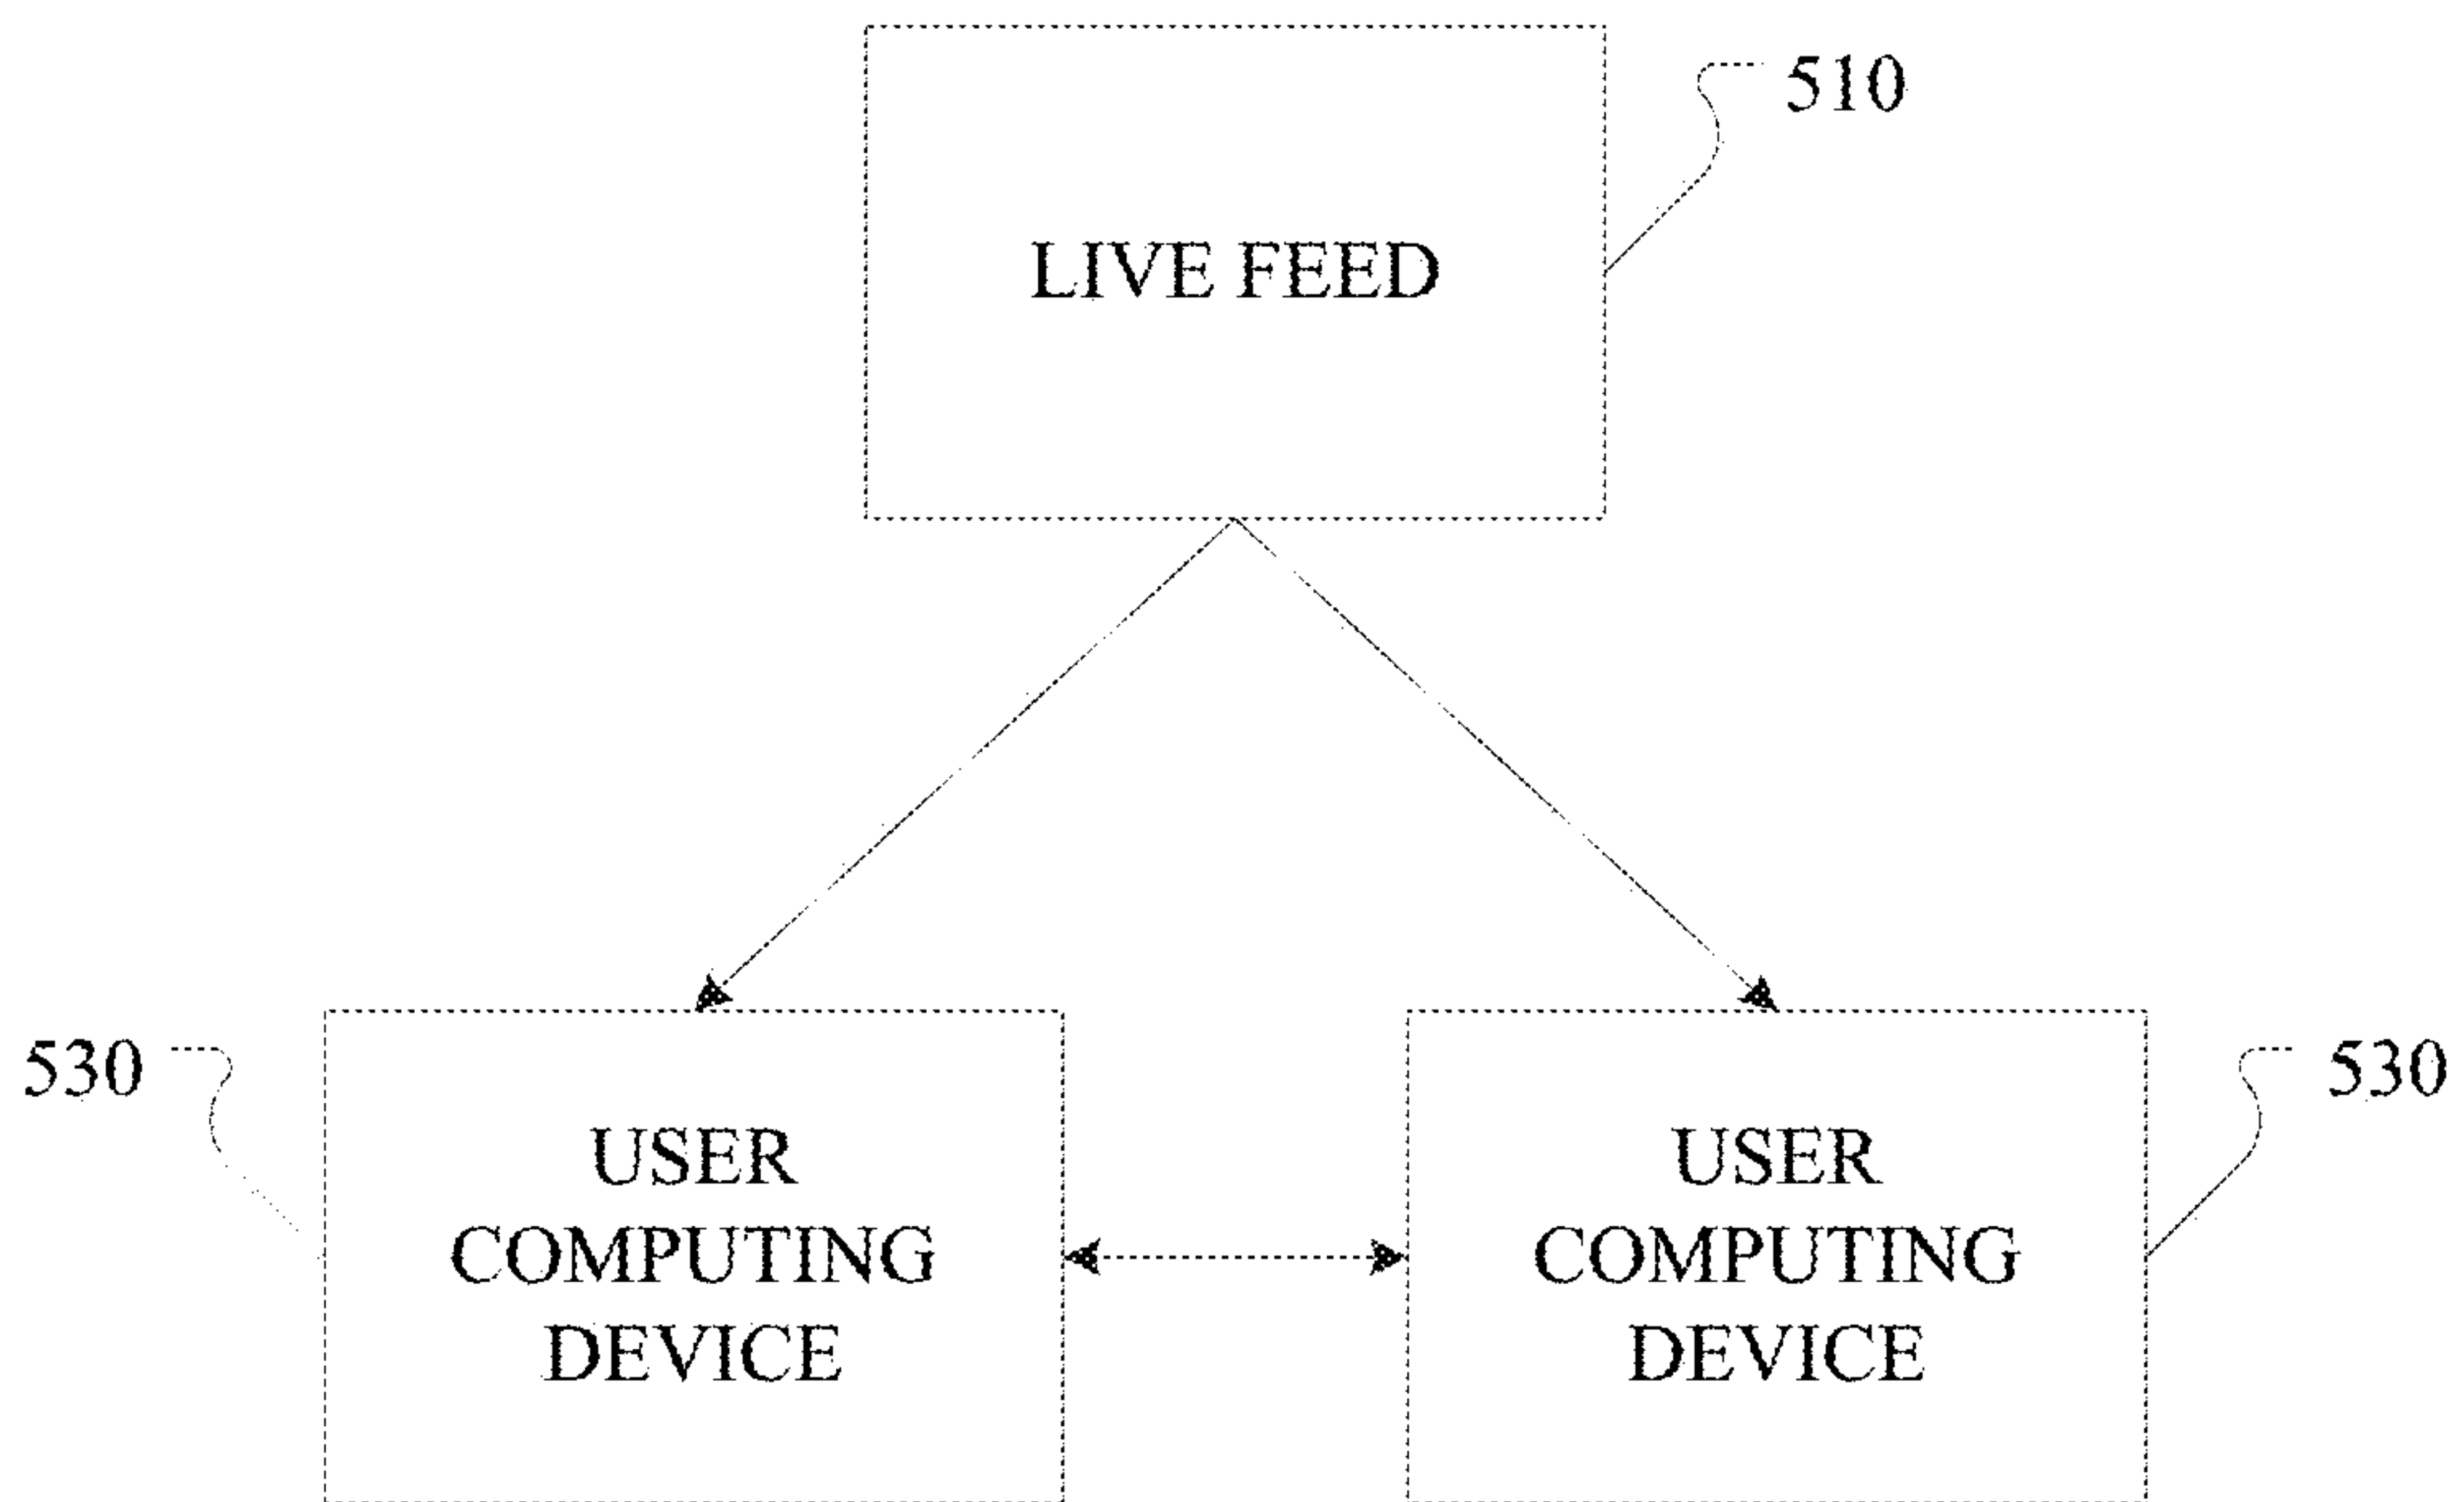 510
LIVE FEED
530
USER
COMPUTING
DEVICE
530
USER
COMPUTING
DEVICE